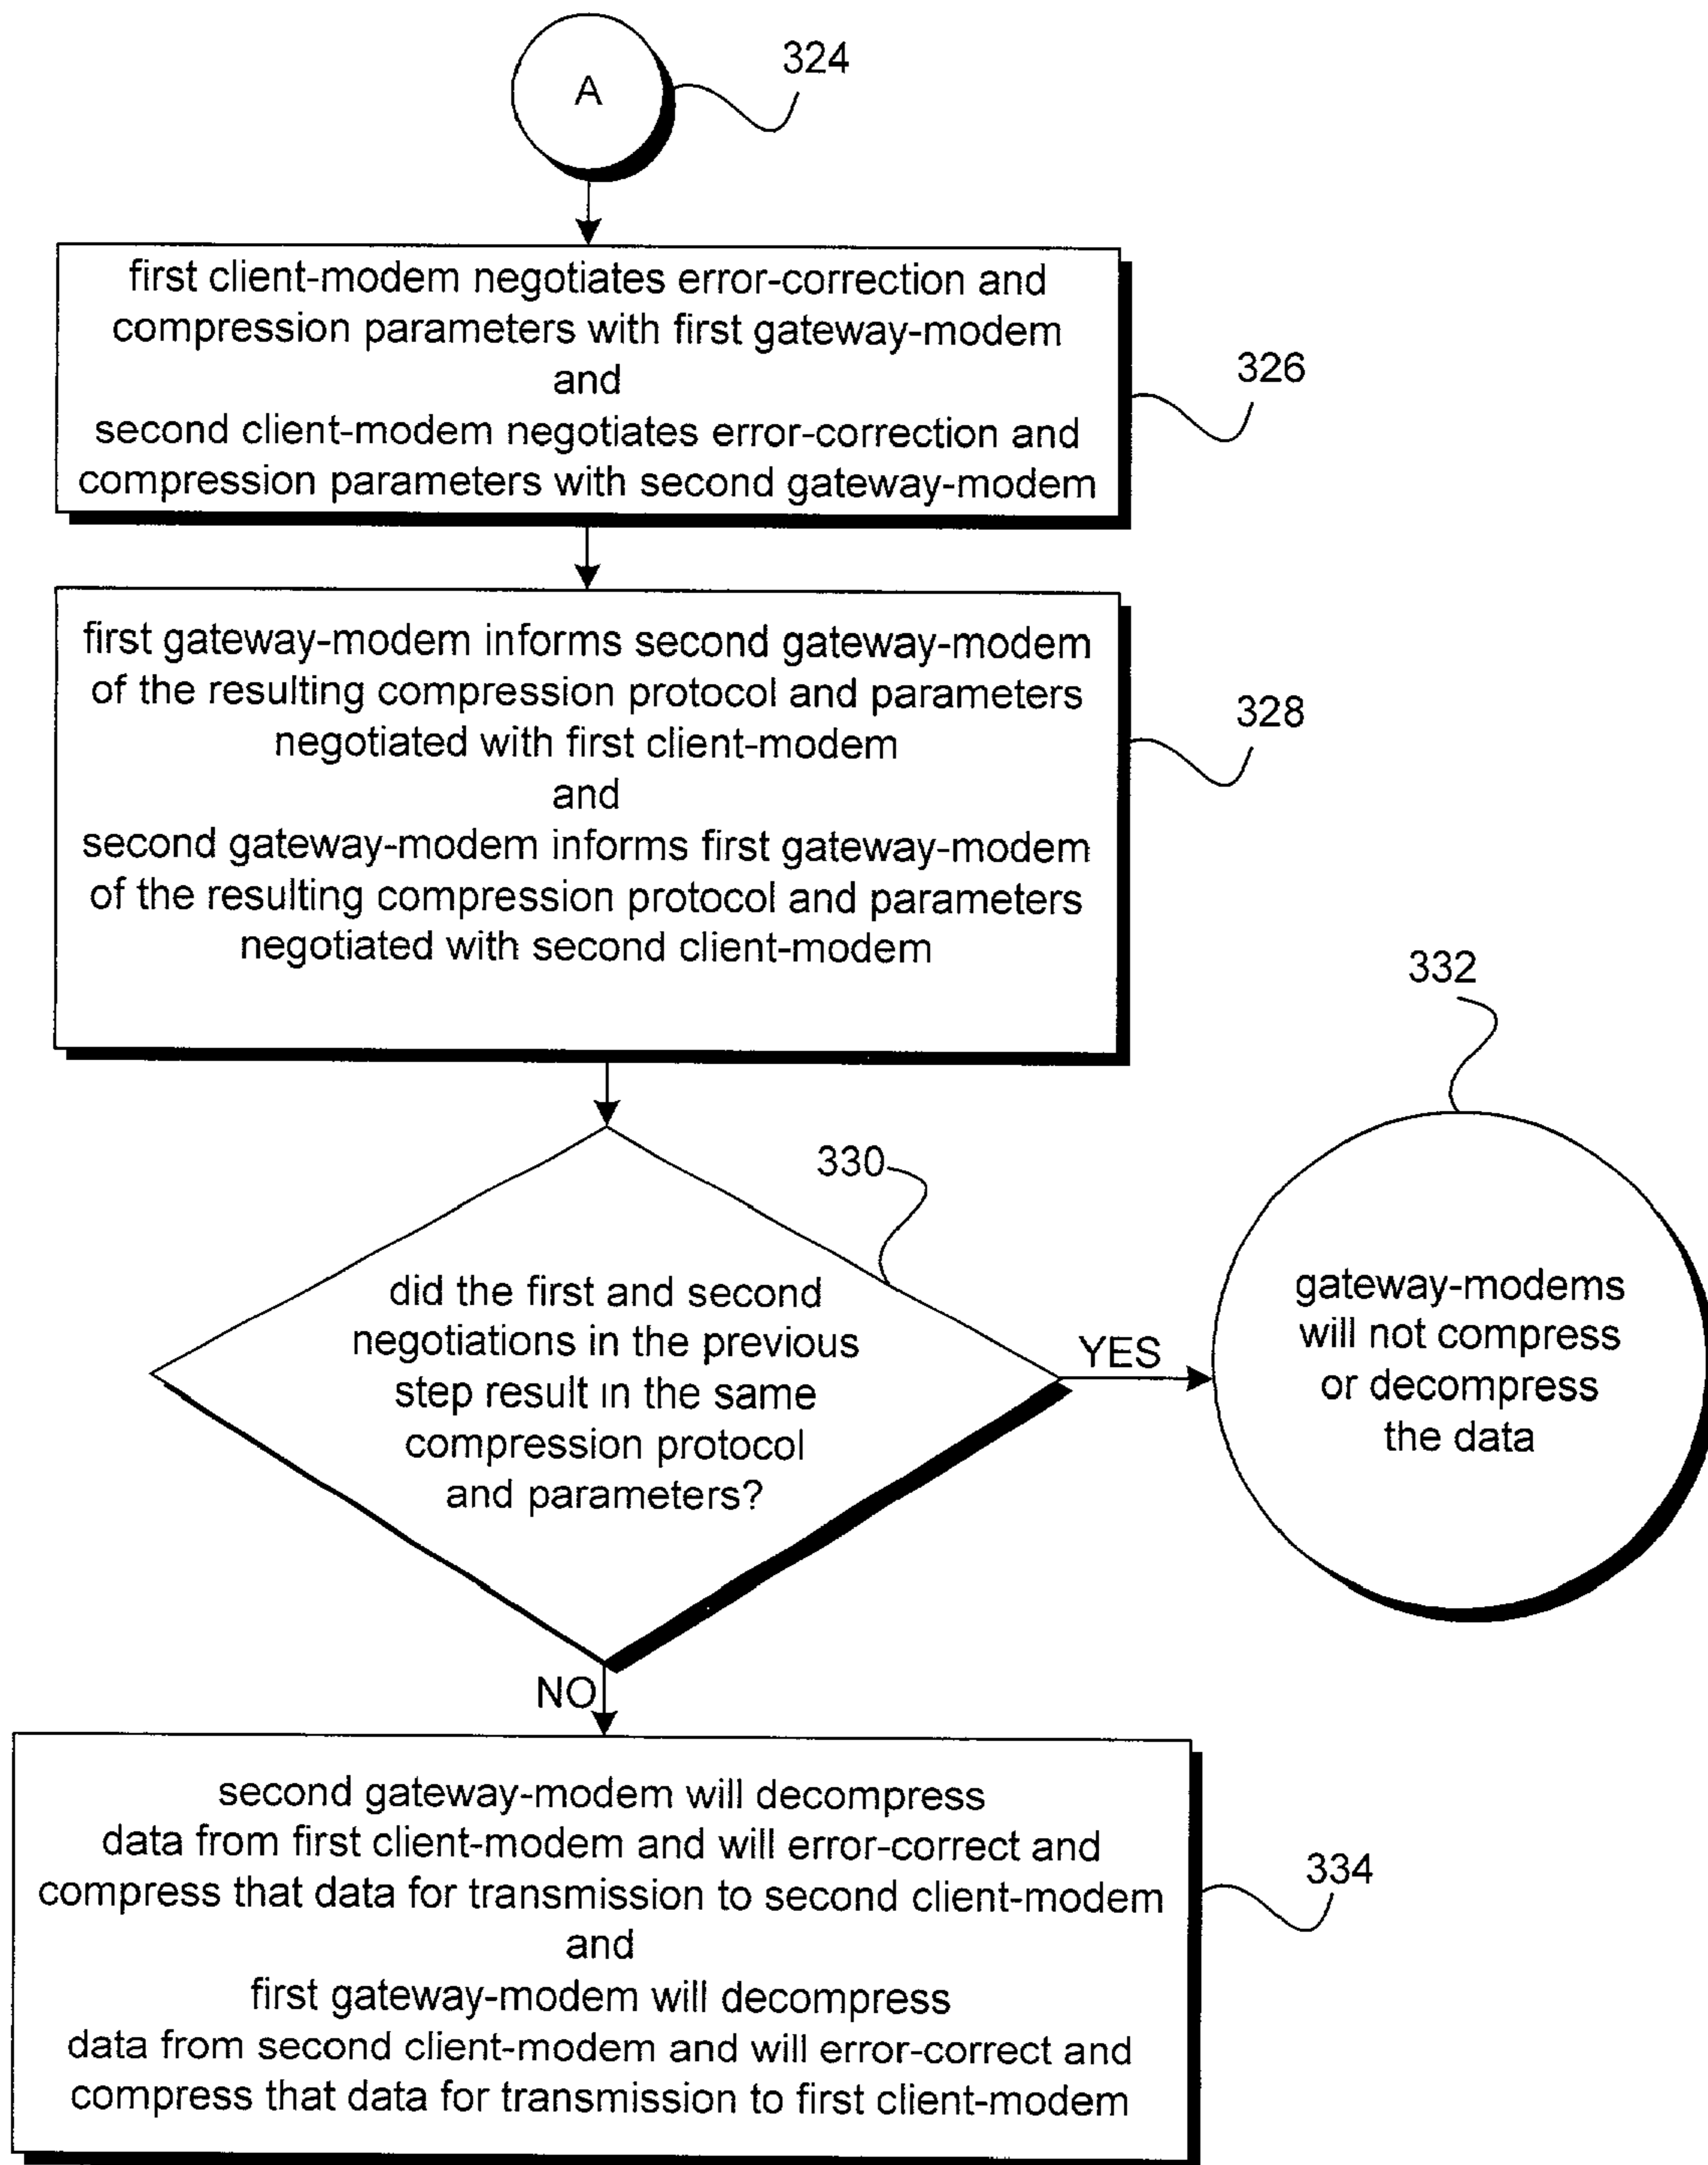 A
324
first client-modem negotiates error-correction and
compression parameters with first gateway-modem
and
second client-modem negotiates error-correction and
compression parameters with second gateway-modem
326
first gateway-modem informs second gateway-modem
of the resulting compression protocol and parameters
negotiated with first client-modem
and
second gateway-modem informs first gateway-modem
of the resulting compression protocol and parameters
negotiated with second client-modem
328
330
did the first and second
negotiations in the previous
step result in the same
compression protocol
and parameters?
YES
332
gateway-modems
will not compress
or decompress
the data
NO
second gateway-modem will decompress
data from first client-modem and will error-correct and
compress that data for transmission to second client-modem
and
first gateway-modem will decompress
data from second client-modem and will error-correct and
compress that data for transmission to first client-modem
334